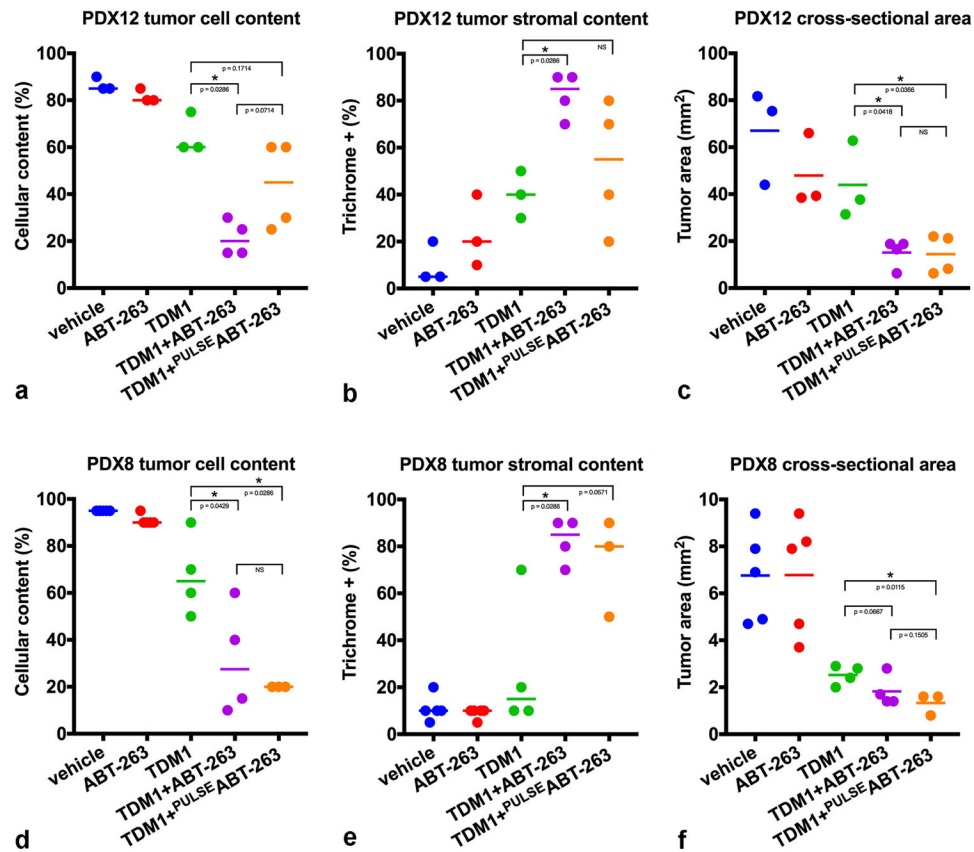 PDX12 tumor cell content
Cellular content (%)
100
80
60
40
20
0
p = 0.1714
*
p = 0.0286
p = 0.0714
vehicle
ABT-263
TDM1
TDM1+ABT-263
TDM1+PULSEABT-263
a
PDX12 tumor stromal content
Trichrome + (%)
100
80
60
40
20
0
NS
*
p = 0.0286
vehicle
ABT-263
TDM1
TDM1+ABT-263
TDM1+PULSEABT-263
b
PDX12 cross-sectional area
Tumor area (mm²)
100
80
60
40
20
0
*
p = 0.0366
*
p = 0.0418
NS
vehicle
ABT-263
TDM1
TDM1+ABT-263
TDM1+PULSEABT-263
c
PDX8 tumor cell content
Cellular content (%)
100
80
60
40
20
0
*
p = 0.0286
*
p = 0.0429
NS
vehicle
ABT-263
TDM1
TDM1+ABT-263
TDM1+PULSEABT-263
d
PDX8 tumor stromal content
Trichrome + (%)
100
80
60
40
20
0
p = 0.0571
*
p = 0.0286
vehicle
ABT-263
TDM1
TDM1+ABT-263
TDM1+PULSEABT-263
e
PDX8 cross-sectional area
Tumor area (mm²)
10
8
6
4
2
0
*
p = 0.0115
p = 0.0667
p = 0.1505
vehicle
ABT-263
TDM1
TDM1+ABT-263
TDM1+PULSEABT-263
f